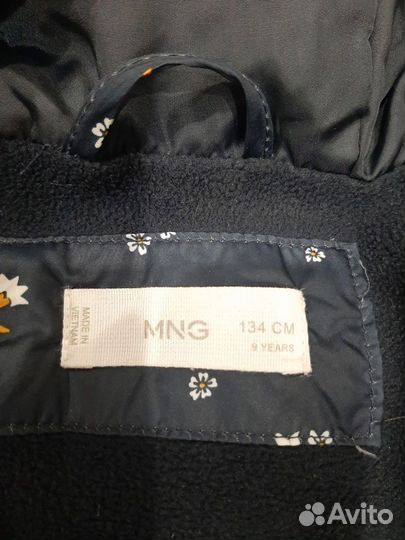 MADE IN
VIETNAM
MNG
134 CM
9 YEARS
Avito